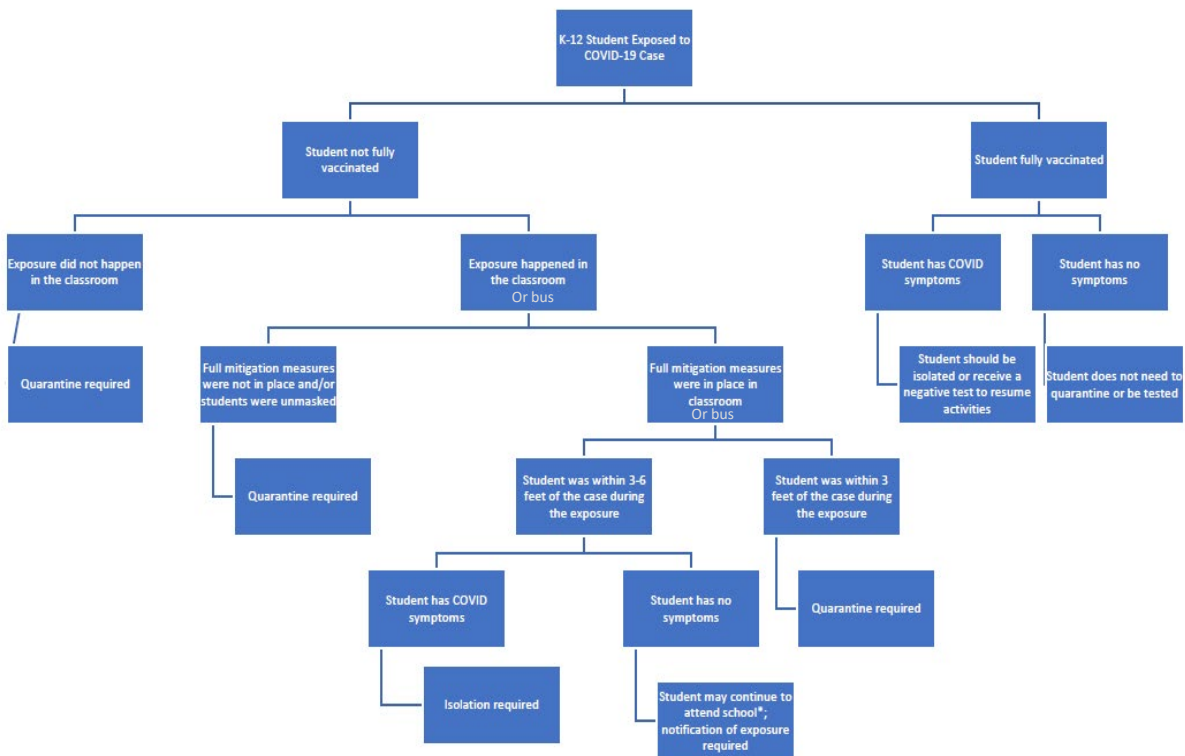 K-12 Student Exposed to
COVID-19 Case
Student not fully
vaccinated
Student fully vaccinated
Exposure did not happen
in the classroom
Exposure happened in
the classroom
Or bus
Student has COVID
symptoms
Student has no
symptoms
Quarantine required
Full mitigation measures
were not in place and/or
students were unmasked
Full mitigation measures
were in place in
classroom
Or bus
Student should be
isolated or receive a
negative test to resume
activities
Student does not need to
quarantine or be tested
Quarantine required
Student was within 3-6
feet of the case during
the exposure
Student was within 3
feet of the case during
the exposure
Student has COVID
symptoms
Student has no
symptoms
Quarantine required
Isolation required
Student may continue to
attend school*;
notification of exposure
required